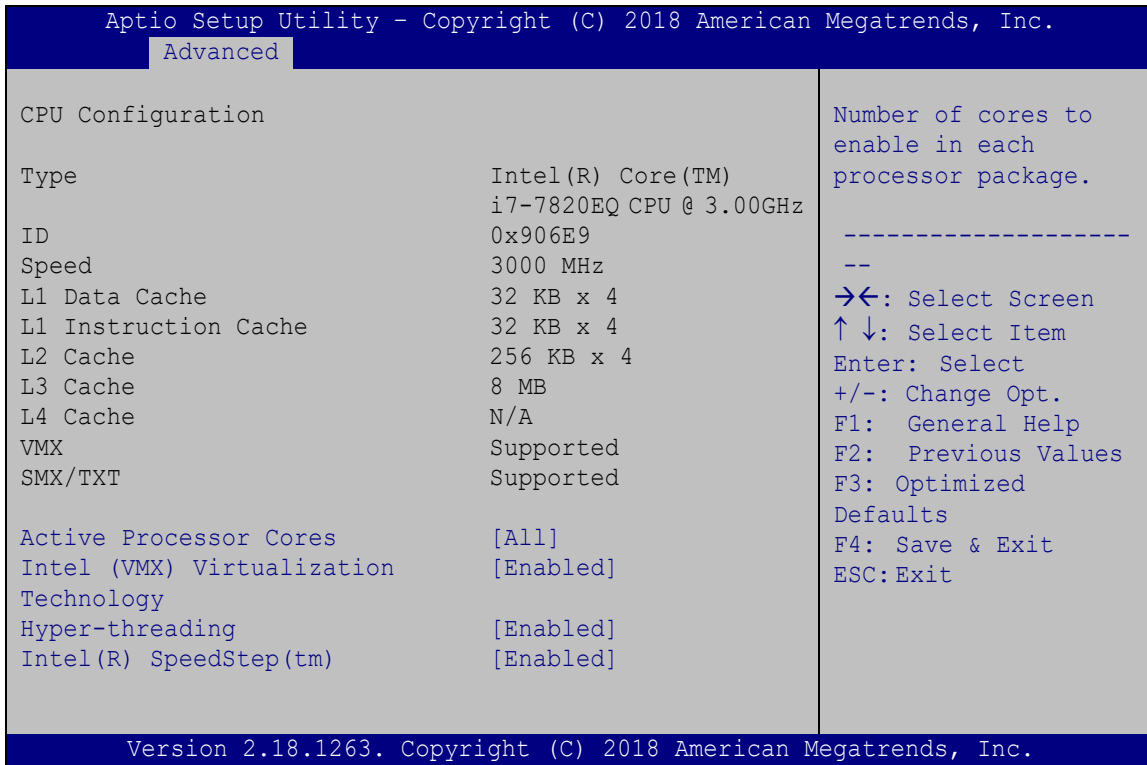 Aptio Setup Utility – Copyright (C) 2018 American Megatrends, Inc.
Advanced
CPU Configuration
Type Intel(R) Core(TM)
i7-7820EQ CPU @ 3.00GHz
ID 0x906E9
Speed 3000 MHz
L1 Data Cache 32 KB x 4
L1 Instruction Cache 32 KB x 4
L2 Cache 256 KB x 4
L3 Cache 8 MB
L4 Cache N/A
VMX Supported
SMX/TXT Supported
Active Processor Cores [All]
Intel (VMX) Virtualization [Enabled]
Technology
Hyper-threading [Enabled]
Intel(R) SpeedStep(tm) [Enabled]
Number of cores to
enable in each
processor package.
--------------------
--
→←: Select Screen
↑ ↓: Select Item
Enter: Select
+/-: Change Opt.
F1: General Help
F2: Previous Values
F3: Optimized
Defaults
F4: Save & Exit
ESC: Exit
Version 2.18.1263. Copyright (C) 2018 American Megatrends, Inc.